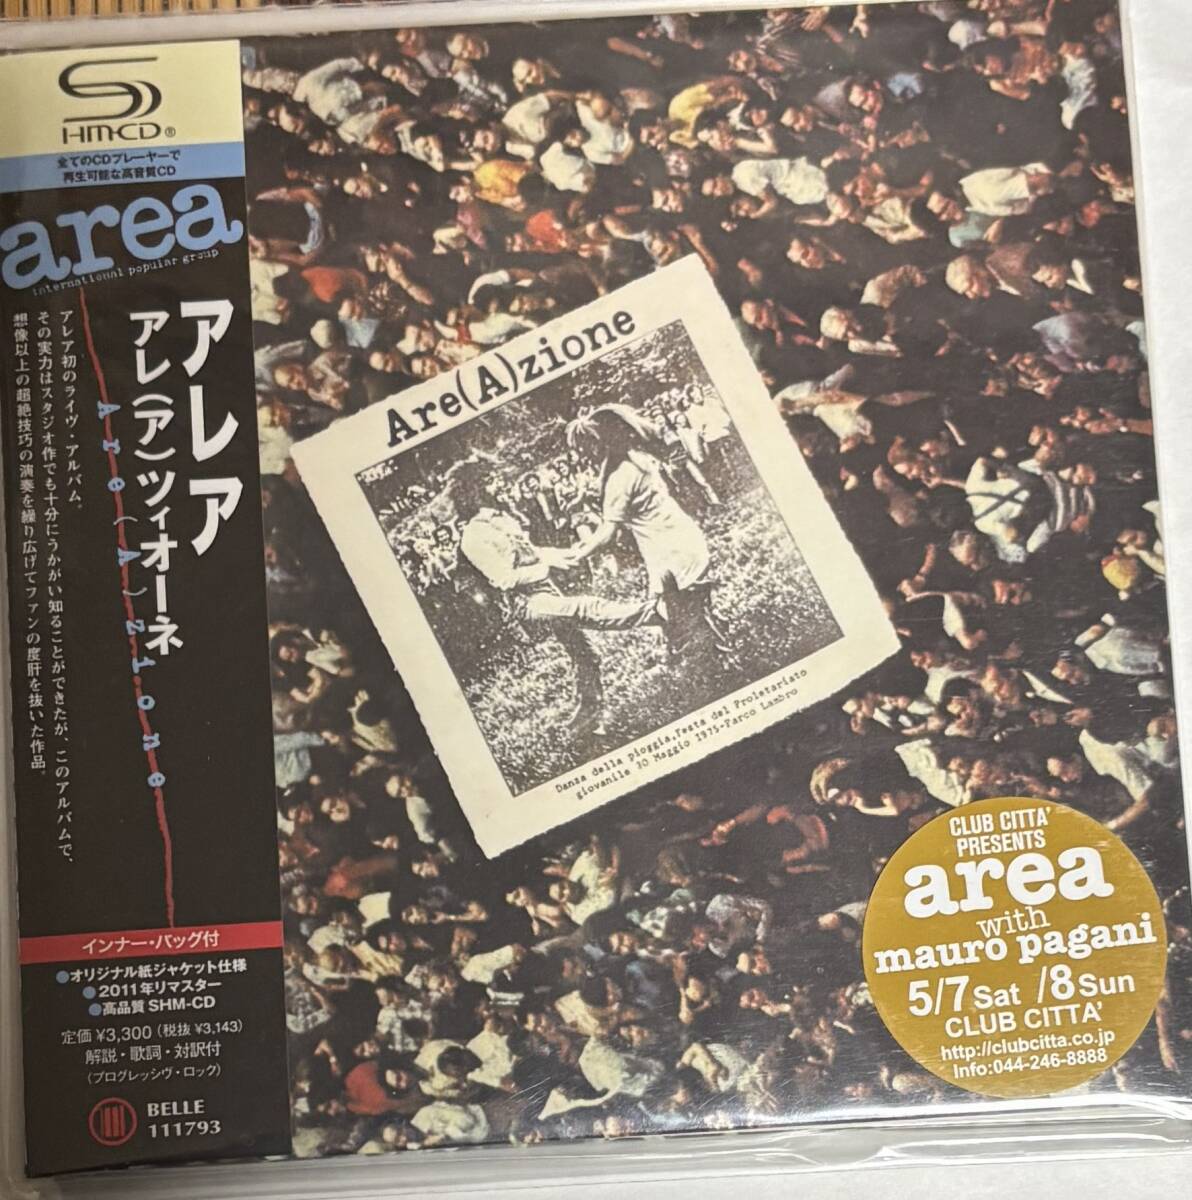 HM-CD®
全てのCDプレーヤーで
再生可能な高音質CD
area
international popular group
アレア
アレ(ア)ツィオーネ
Are(A)zione
アレア初のライヴ・アルバム。
その実力はスタジオ作でも十分にうかがい知ることができたが、このアルバムで、
想像以上の超絶技巧の演奏を繰り広げてファンの度肝を抜いた作品。
インナー・バッグ付
●オリジナル紙ジャケット仕様
●2011年リマスター
●高品質 SHM-CD
定価 ¥3,300 (税抜 ¥3,143)
解説・歌詞・対訳付
(プログレッシヴ・ロック)
BELLE
111793
Are(A)zione
Danza della pioggia,Festa del Proletariato
giovanile 30 Maggio 1975-Parco Lambro
CLUB CITTA'
PRESENTS
area
with
mauro pagani
5/7Sat /8Sun
CLUB CITTA'
http://clubcitta.co.jp
Info:044-246-8888